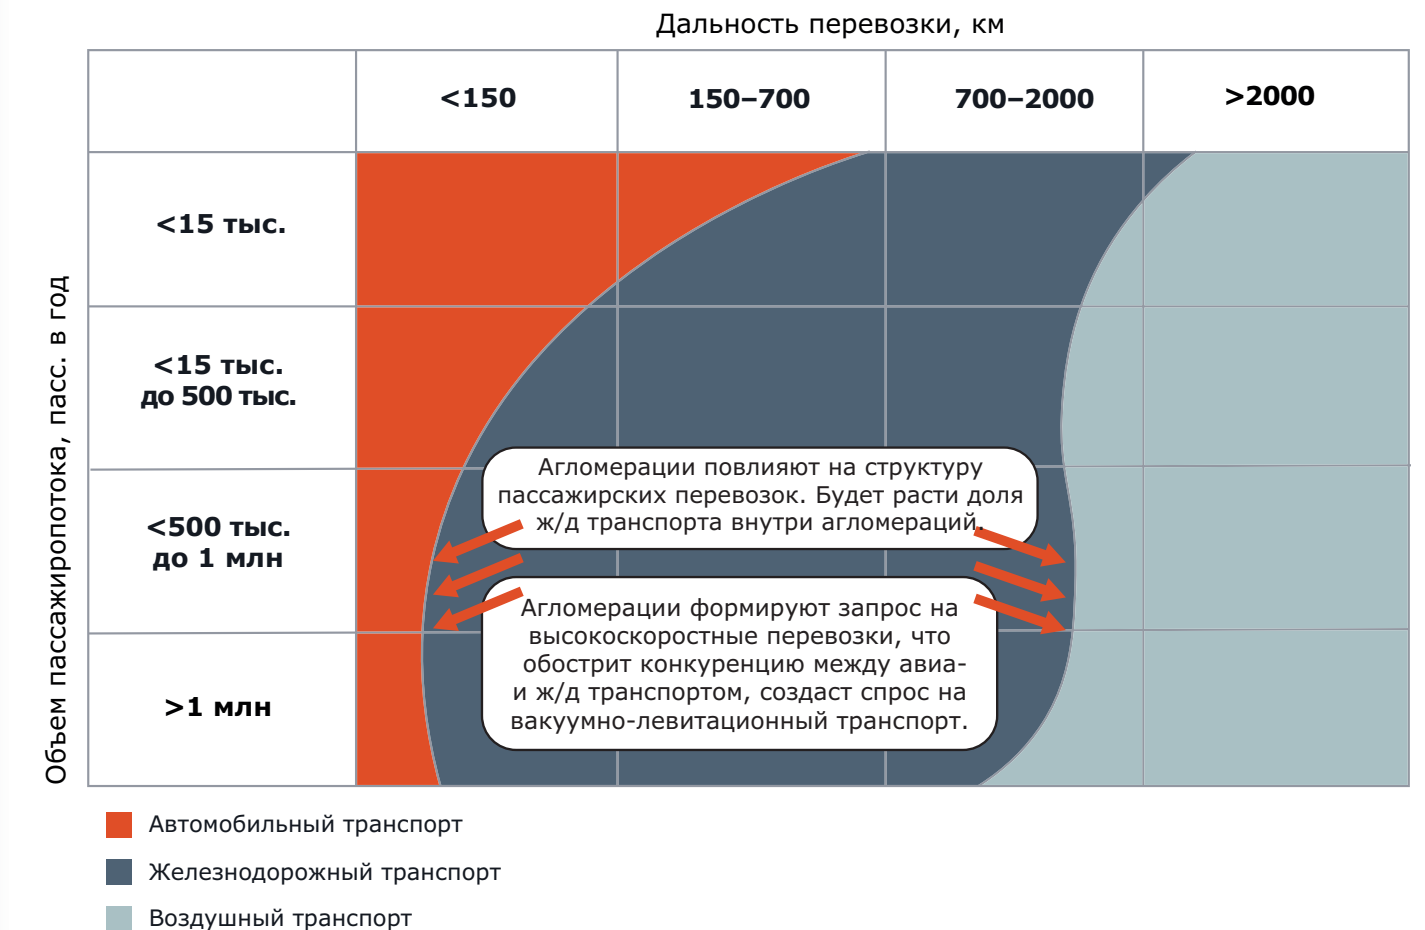 Дальность перевозки, км
<150
150–700
700–2000
>2000
Объем пассажиропотока, пасс. в год
<15 тыс.
<15 тыс.
до 500 тыс.
<500 тыс.
до 1 млн
>1 млн
Агломерации повлияют на структуру
пассажирских перевозок. Будет расти доля
ж/д транспорта внутри агломераций.
Агломерации формируют запрос на
высокоскоростные перевозки, что
обострит конкуренцию между авиа-
и ж/д транспортом, создаст спрос на
вакуумно-левитационный транспорт.
Автомобильный транспорт
Железнодорожный транспорт
Воздушный транспорт